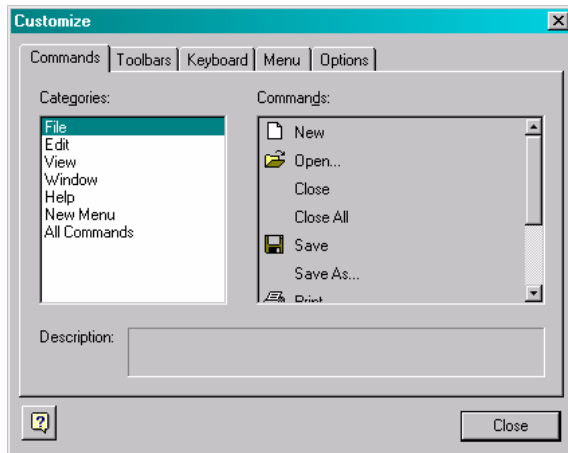 Customize
Commands Toolbars Keyboard Menu Options
Categories:
File
Edit
View
Window
Help
New Menu
All Commands
Commands:
New
Open...
Close
Close All
Save
Save As...
Print
Description:
Close